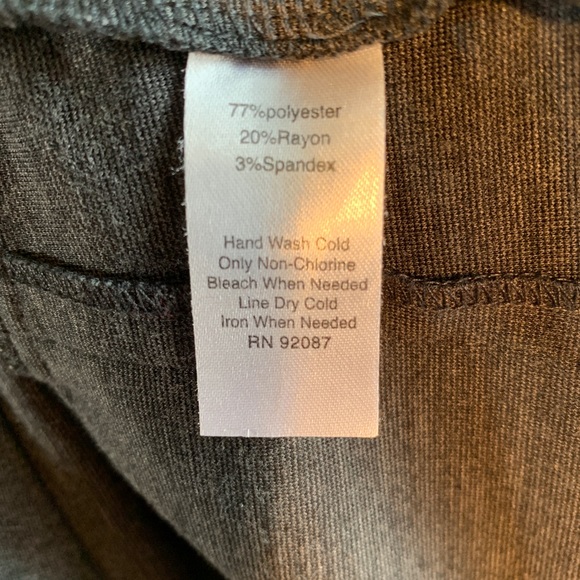 77%polyester
20%Rayon
3%Spandex
Hand Wash Cold
Only Non-Chlorine
Bleach When Needed
Line Dry Cold
Iron When Needed
RN 92087